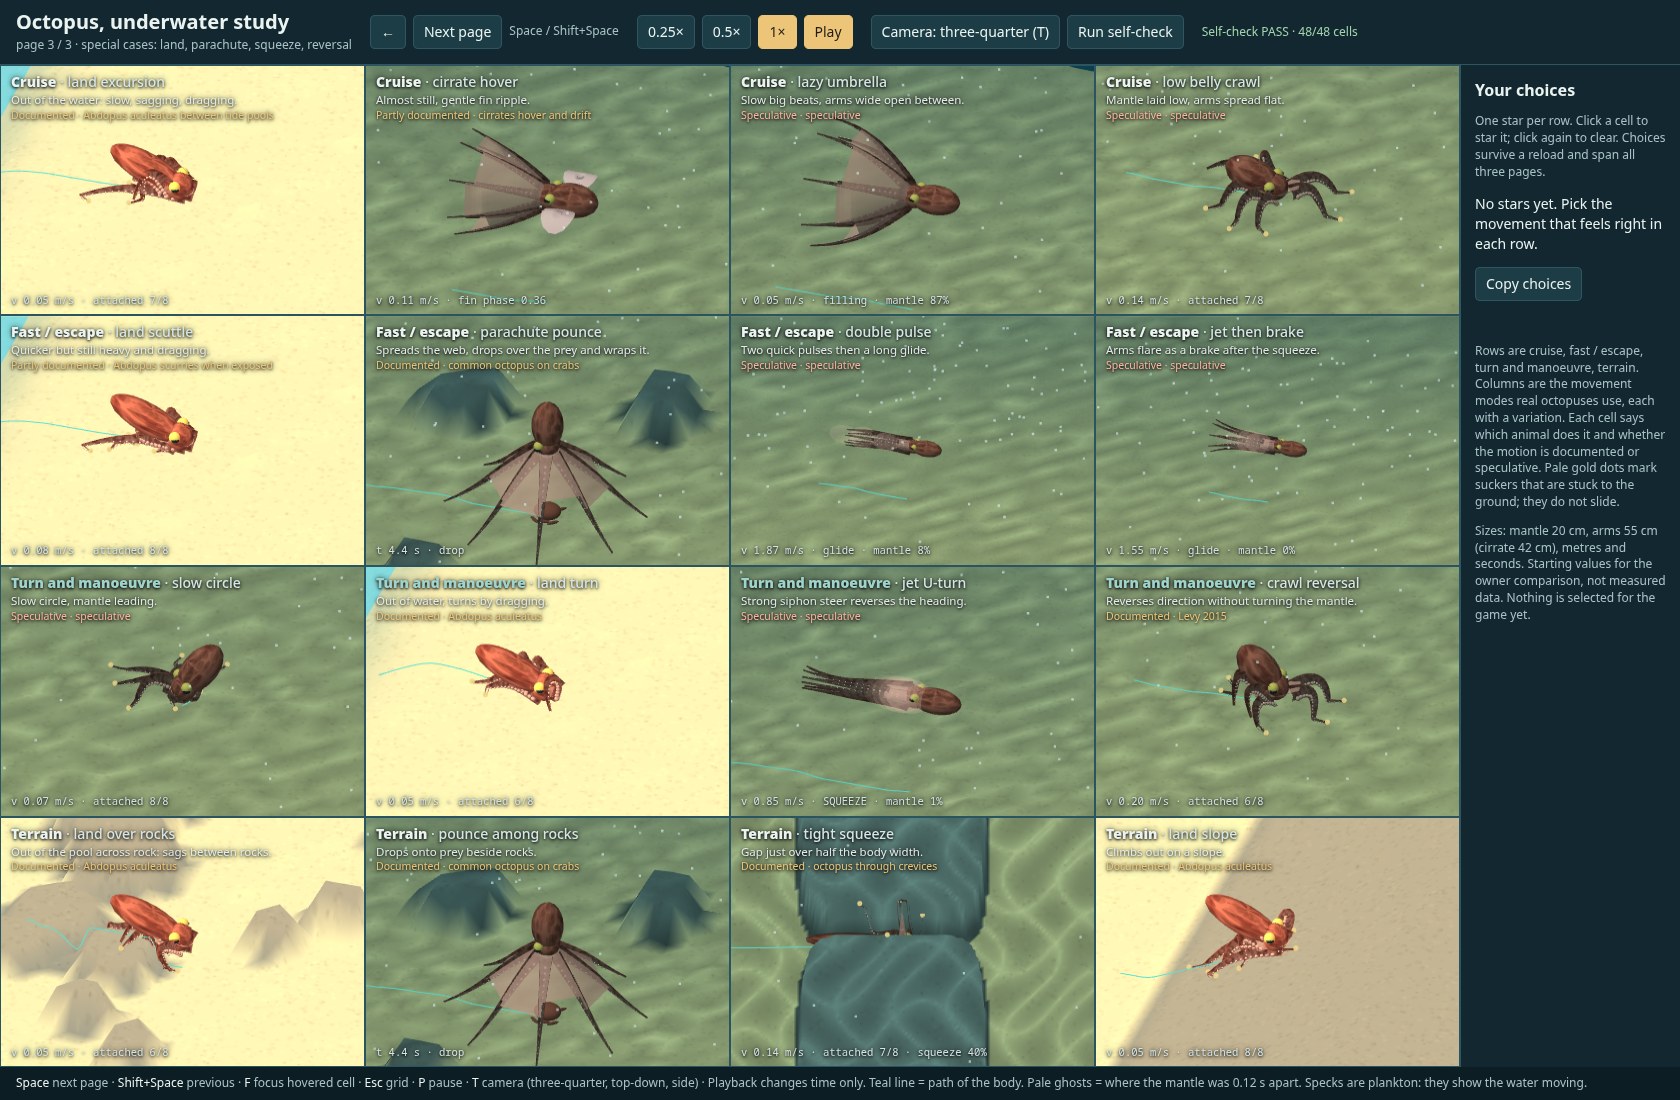 Octopus, underwater study
page 3 / 3 · special cases: land, parachute, squeeze, reversal
← Next page Space / Shift+Space 0.25× 0.5× 1× Play Camera: three-quarter (T) Run self-check Self-check PASS · 48/48 cells
Cruise · land excursion
Out of the water: slow, sagging, dragging.
Documented · Abdopus aculeatus between tide pools
v 0.05 m/s · attached 7/8
Cruise · cirrate hover
Almost still, gentle fin ripple.
Partly documented · cirrates hover and drift
v 0.11 m/s · fin phase 0.36
Cruise · lazy umbrella
Slow big beats, arms wide open between.
Speculative · speculative
v 0.05 m/s · filling · mantle 87%
Cruise · low belly crawl
Mantle laid low, arms spread flat.
Speculative · speculative
v 0.14 m/s · attached 7/8
Fast / escape · land scuttle
Quicker but still heavy and dragging.
Partly documented · Abdopus scurries when exposed
v 0.08 m/s · attached 8/8
Fast / escape · parachute pounce
Spreads the web, drops over the prey and wraps it.
Documented · common octopus on crabs
t 4.4 s · drop
Fast / escape · double pulse
Two quick pulses then a long glide.
Speculative · speculative
v 1.87 m/s · glide · mantle 8%
Fast / escape · jet then brake
Arms flare as a brake after the squeeze.
Speculative · speculative
v 1.55 m/s · glide · mantle 0%
Turn and manoeuvre · slow circle
Slow circle, mantle leading.
Speculative · speculative
v 0.07 m/s · attached 8/8
Turn and manoeuvre · land turn
Out of water, turns by dragging.
Documented · Abdopus aculeatus
v 0.05 m/s · attached 6/8
Turn and manoeuvre · jet U-turn
Strong siphon steer reverses the heading.
Speculative · speculative
v 0.85 m/s · SQUEEZE · mantle 1%
Turn and manoeuvre · crawl reversal
Reverses direction without turning the mantle.
Documented · Levy 2015
v 0.20 m/s · attached 6/8
Terrain · land over rocks
Out of the pool across rock: sags between rocks.
Documented · Abdopus aculeatus
v 0.05 m/s · attached 6/8
Terrain · pounce among rocks
Drops onto prey beside rocks.
Documented · common octopus on crabs
t 4.4 s · drop
Terrain · tight squeeze
Gap just over half the body width.
Documented · octopus through crevices
v 0.14 m/s · attached 7/8 · squeeze 40%
Terrain · land slope
Climbs out on a slope.
Documented · Abdopus aculeatus
v 0.05 m/s · attached 8/8
Your choices
One star per row. Click a cell to
star it; click again to clear. Choices
survive a reload and span all
three pages.
No stars yet. Pick the
movement that feels right in
each row.
Copy choices
Rows are cruise, fast / escape,
turn and manoeuvre, terrain.
Columns are the movement
modes real octopuses use, each
with a variation. Each cell says
which animal does it and whether
the motion is documented or
speculative. Pale gold dots mark
suckers that are stuck to the
ground; they do not slide.
Sizes: mantle 20 cm, arms 55 cm
(cirrate 42 cm), metres and
seconds. Starting values for the
owner comparison, not measured
data. Nothing is selected for the
game yet.
Space next page · Shift+Space previous · F focus hovered cell · Esc grid · P pause · T camera (three-quarter, top-down, side) · Playback changes time only. Teal line = path of the body. Pale ghosts = where the mantle was 0.12 s apart. Specks are plankton: they show the water moving.